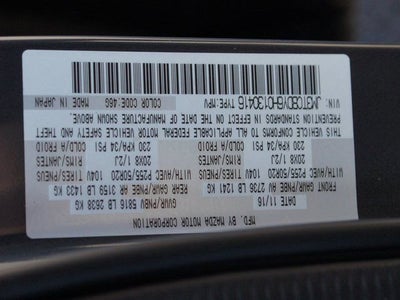 MFD. BY MAZDA MOTOR CORPORATION
DATE 11/16 GVWR/PNBV 5816 LB 2638 KG
FRONT GAWR/PNBE AV 2736 LB 1241 KG REAR GAWR/PNBE AR 3159 LB 1433 KG
WITH/AVEC P255/50R20 104V TIRES/PNEUS WITH/AVEC P255/50R20 104V TIRES/PNEUS
20X8 1/2J RIMS/JANTES 20X8 1/2J RIMS/JANTES
230 KPA/34 PSI COLD/A FROID 230 KPA/34 PSI COLD/A FROID
THIS VEHICLE CONFORMS TO ALL APPLICABLE FEDERAL MOTOR VEHICLE SAFETY AND THEFT
PREVENTION STANDARDS IN EFFECT ON THE DATE OF MANUFACTURE SHOWN ABOVE.
VIN: JM3TCBDY6H0130416 TYPE:MPV COLOR CODE:46G MADE IN JAPAN